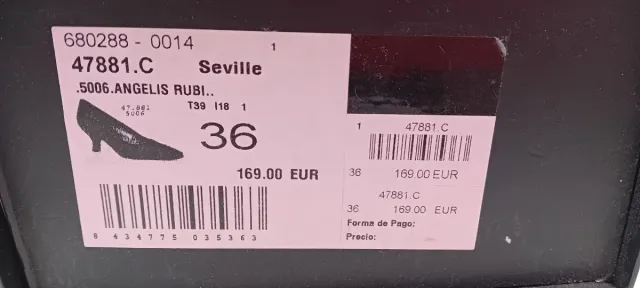 680288 - 0014 1
47881.C Seville
.5006.ANGELIS RUBI..
47.881
5006
T39 I18 1
36
169.00 EUR
8 434775 035363
1 47881.C
36 169.00 EUR
47881.C
36 169.00 EUR
Forma de Pago:
Precio: